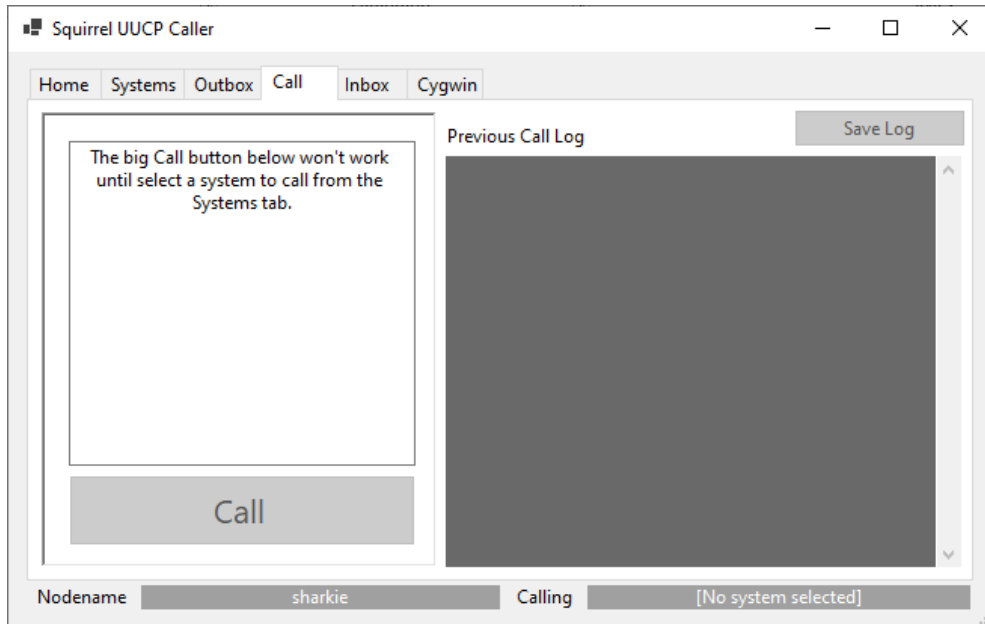 Squirrel UUCP Caller
Home Systems Outbox Call Inbox Cygwin
The big Call button below won't work
until select a system to call from the
Systems tab.
Call
Previous Call Log
Save Log
Nodename sharkie Calling [No system selected]